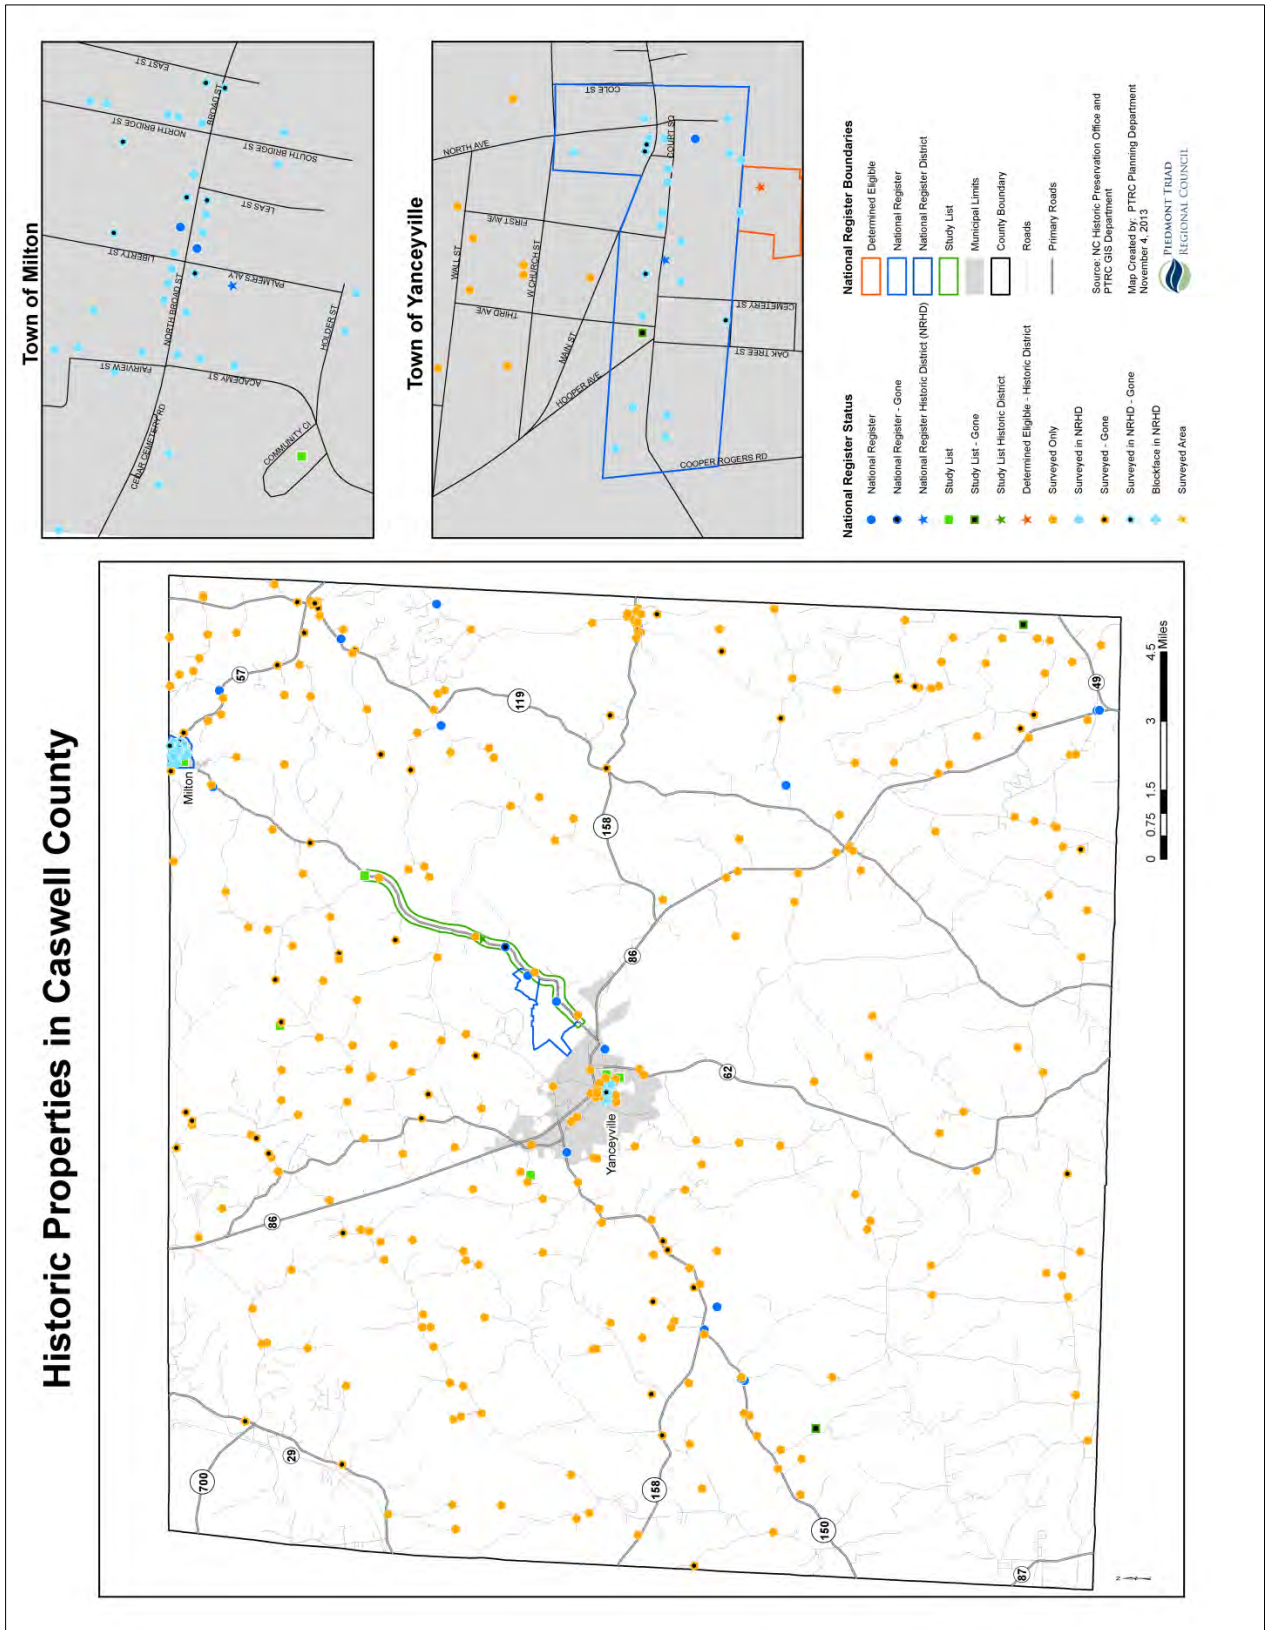 Historic Properties in Caswell County
Milton
Yanceyville
57
119
158
86
62
49
86
29
700
158
150
87
N
0 0.75 1.5 3 4.5
Miles
Town of Milton
EAST ST
NORTH BRIDGE ST
SOUTH BRIDGE ST
BROAD ST
LEAS ST
LIBERTY ST
PALMER'S ALY
NORTH BROAD ST
HOLDER ST
FAIRVIEW ST
ACADEMY ST
CEDAR CEMETERY RD
COMMUNITY CI
Town of Yanceyville
NORTH AVE
COLE ST
COURT SQ
FIRST AVE
WALL ST
W CHURCH ST
THIRD AVE
MAIN ST
HOOPER AVE
CEMETERY ST
OAK TREE ST
COOPER ROGERS RD
National Register Status
National Register
National Register - Gone
National Register Historic District (NRHD)
Study List
Study List - Gone
Study List Historic District
Determined Eligible - Historic District
Surveyed Only
Surveyed in NRHD
Surveyed - Gone
Surveyed in NRHD - Gone
Blockface in NRHD
Surveyed Area
National Register Boundaries
Determined Eligible
National Register
National Register District
Study List
Municipal Limits
County Boundary
Roads
Primary Roads
Source: NC Historic Preservation Office and
PTRC GIS Department
Map Created by: PTRC Planning Department
November 4, 2013
PIEDMONT TRIAD
REGIONAL COUNCIL